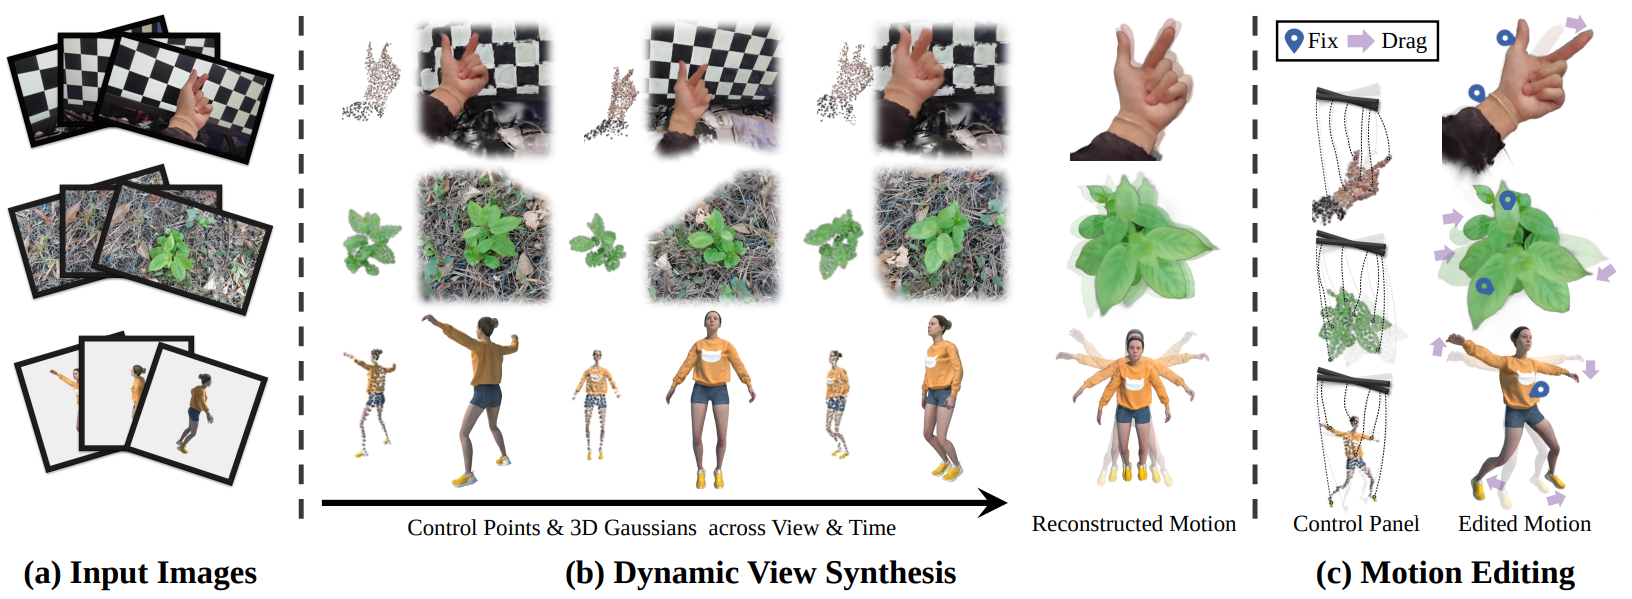 Fix Drag
Control Points & 3D Gaussians across View & Time
Reconstructed Motion
Control Panel
Edited Motion
(a) Input Images
(b) Dynamic View Synthesis
(c) Motion Editing